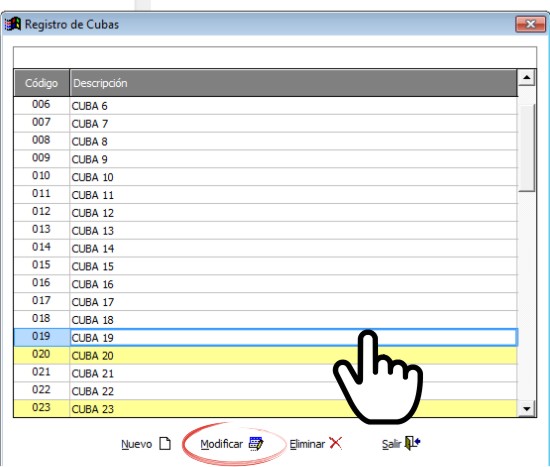 Registro de Cubas
Código Descripción
006 CUBA 6
007 CUBA 7
008 CUBA 8
009 CUBA 9
010 CUBA 10
011 CUBA 11
012 CUBA 12
013 CUBA 13
014 CUBA 14
015 CUBA 15
016 CUBA 16
017 CUBA 17
018 CUBA 18
019 CUBA 19
020 CUBA 20
021 CUBA 21
022 CUBA 22
023 CUBA 23
Nuevo Modificar Eliminar Salir